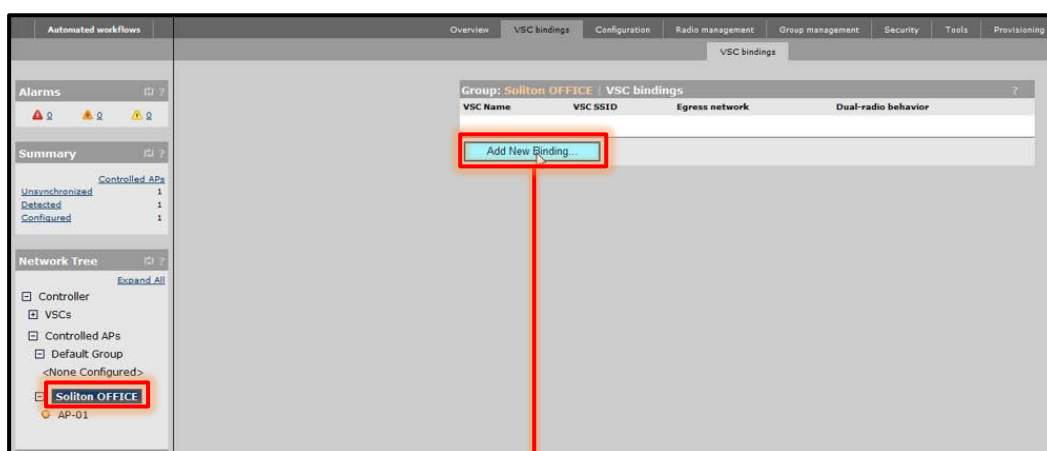 Automated workflows
Overview VSC bindings Configuration Radio management Group management Security Tools Provisioning
VSC bindings
Alarms ?
0 0 0
Summary ?
Controlled APs
Unsynchronized 1
Detected 1
Configured 1
Network Tree ?
Expand All
Controller
VSCs
Controlled APs
Default Group
<None Configured>
Soliton OFFICE
AP-01
Group: Soliton OFFICE | VSC bindings ?
VSC Name VSC SSID Egress network Dual-radio behavior
Add New Binding...